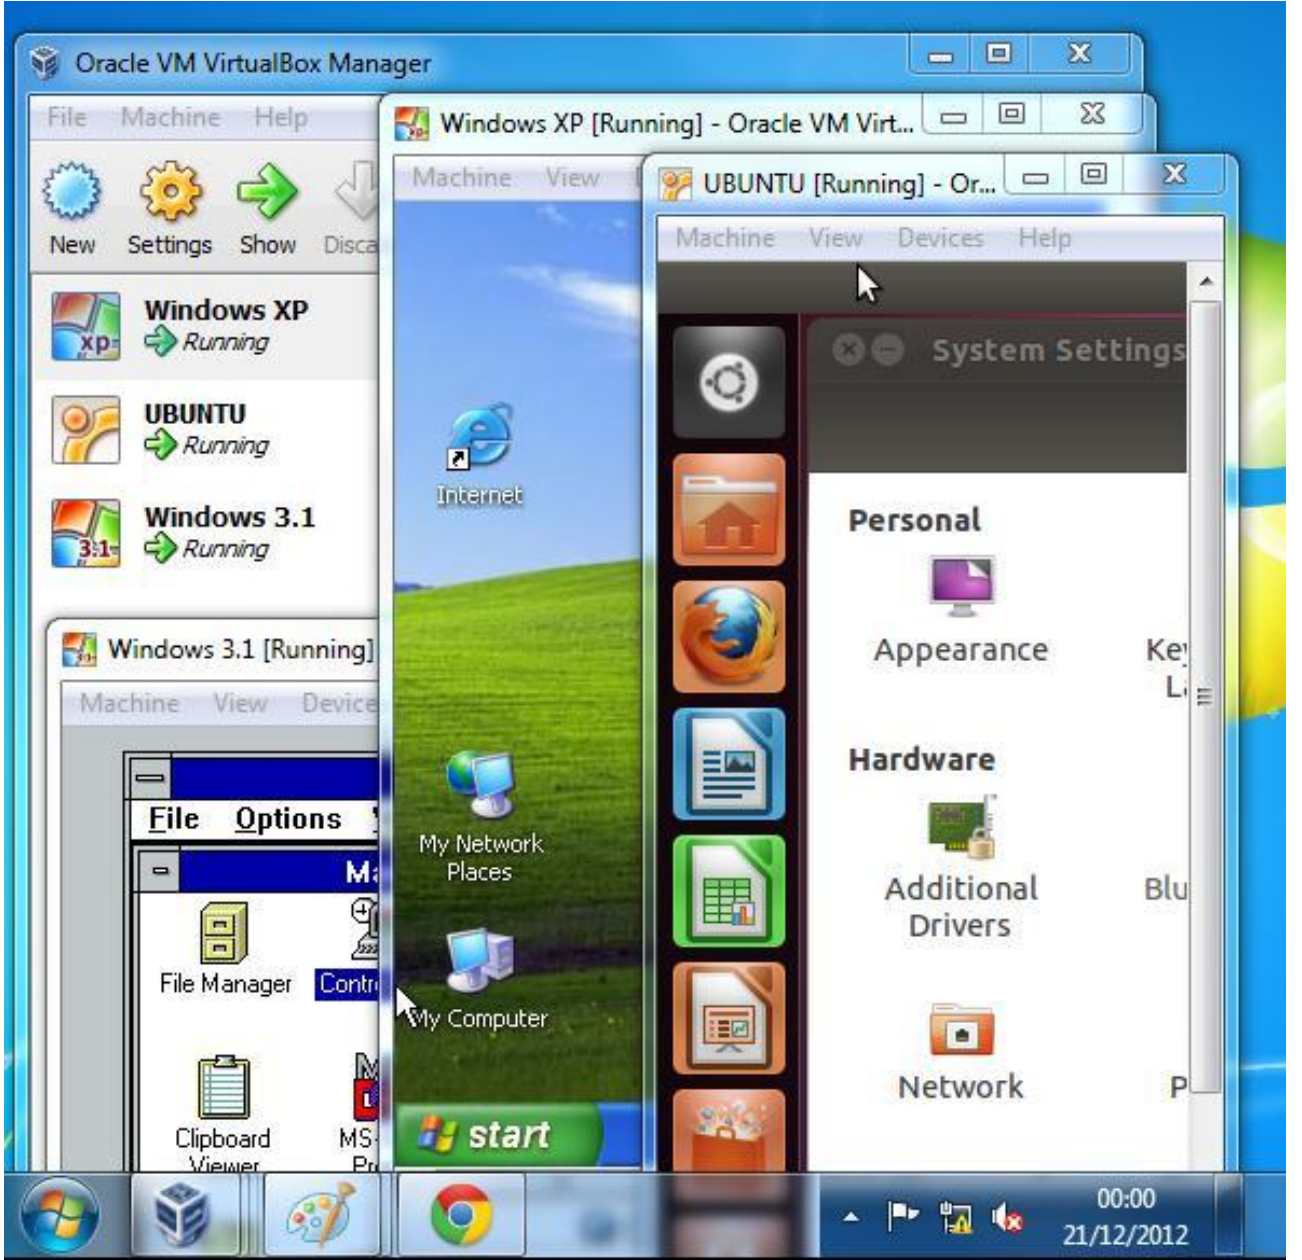 Oracle VM VirtualBox Manager
File Machine Help
New Settings Show
Windows XP
Running
UBUNTU
Running
Windows 3.1
Running
Windows 3.1 [Running]
Machine View
File Options
File Manager
Clipboard
Viewer
Windows XP [Running] - Oracle VM Virt...
Machine View
Internet
My Network
Places
My Computer
start
UBUNTU [Running] - Or...
Machine View Devices Help
System Settings
Personal
Appearance
Hardware
Additional
Drivers
Network
00:00
21/12/2012